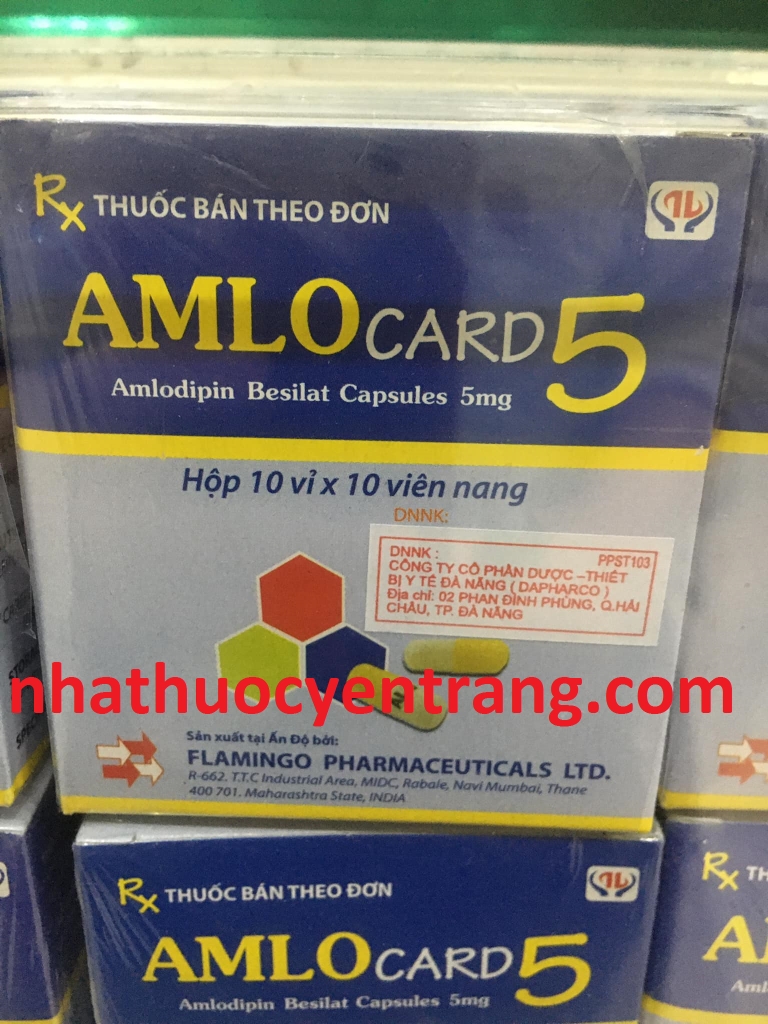 Rx THUỐC BÁN THEO ĐƠN
AMLOCARD 5
Amlodipin Besilat Capsules 5mg
Hộp 10 vỉ x 10 viên nang
DNNK:
DNNK : PPST103
CÔNG TY CỔ PHẦN DƯỢC –THIẾT
BỊ Y TẾ ĐÀ NẴNG ( DAPHARCO )
Địa chỉ: 02 PHAN ĐÌNH PHÙNG, Q.HẢI
CHÂU, TP. ĐÀ NẴNG
nhathuocyentrang.com
Sản xuất tại Ấn Độ bởi:
FLAMINGO PHARMACEUTICALS LTD.
R-662. T.T.C Industrial Area, MIDC, Rabale, Navi Mumbai, Thane
400 701. Maharashtra State, INDIA
Rx THUỐC BÁN THEO ĐƠN
AMLOCARD 5
Amlodipin Besilat Capsules 5mg
Rx TH
A
Aml